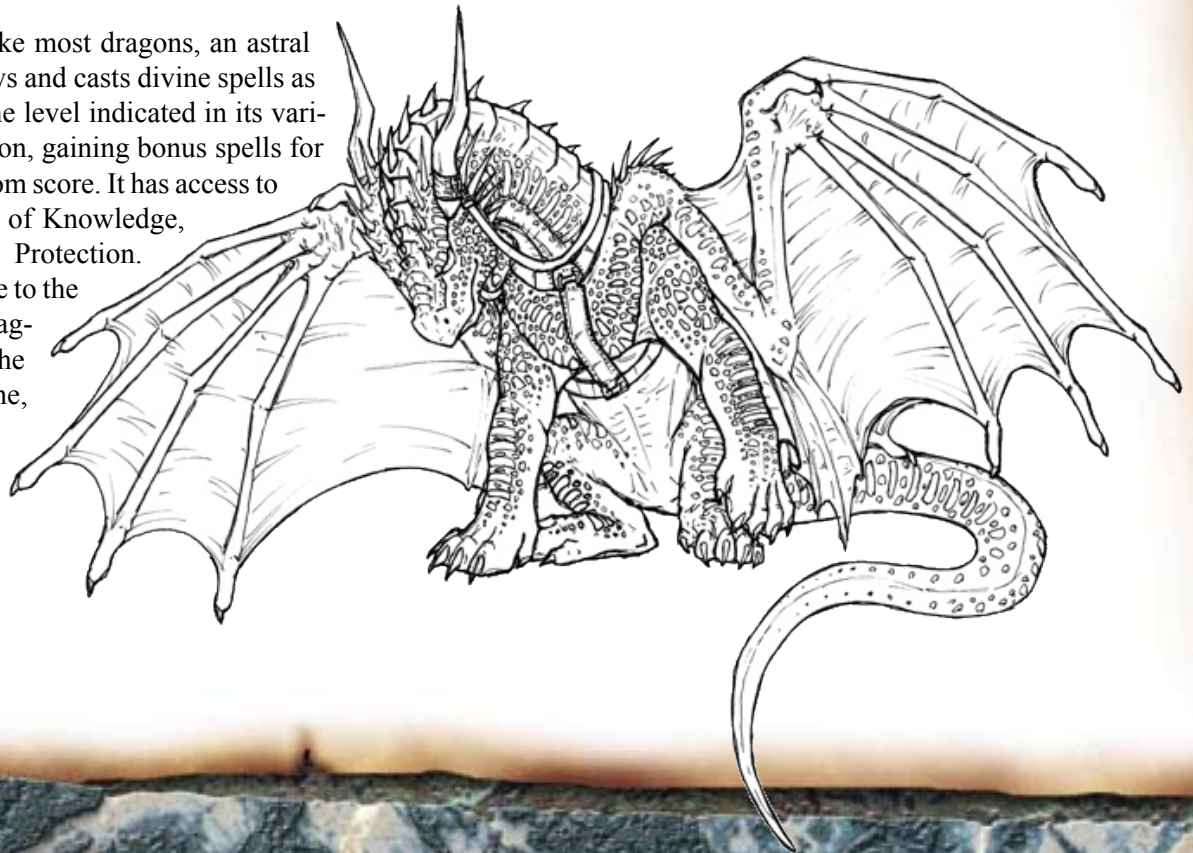 ke most dragons, an astral
ys and casts divine spells as
he level indicated in its vari-
on, gaining bonus spells for
om score. It has access to
of Knowledge,
Protection.
e to the
ag-
he
ne,